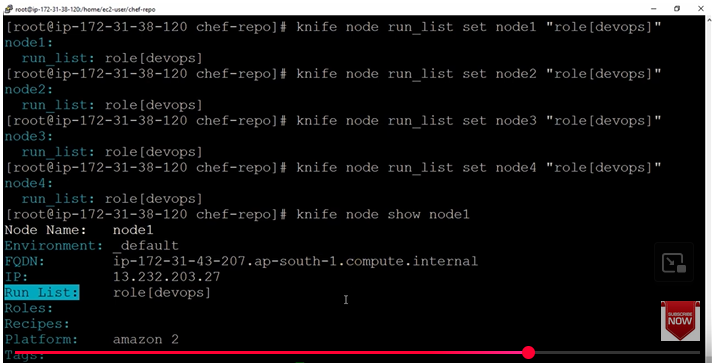 root@ip-172-31-38-120:/home/ec2-user/chef-repo
[root@ip-172-31-38-120 chef-repo]# knife node run_list set node1 "role[devops]"
node1:
  run_list: role[devops]
[root@ip-172-31-38-120 chef-repo]# knife node run_list set node2 "role[devops]"
node2:
  run_list: role[devops]
[root@ip-172-31-38-120 chef-repo]# knife node run_list set node3 "role[devops]"
node3:
  run_list: role[devops]
[root@ip-172-31-38-120 chef-repo]# knife node run_list set node4 "role[devops]"
node4:
  run_list: role[devops]
[root@ip-172-31-38-120 chef-repo]# knife node show node1
Node Name:   node1
Environment: _default
FQDN:        ip-172-31-43-207.ap-south-1.compute.internal
IP:          13.232.203.27
Run List:    role[devops]
Roles:
Recipes:
Platform:    amazon 2
Tags:
SUBSCRIBE
NOW